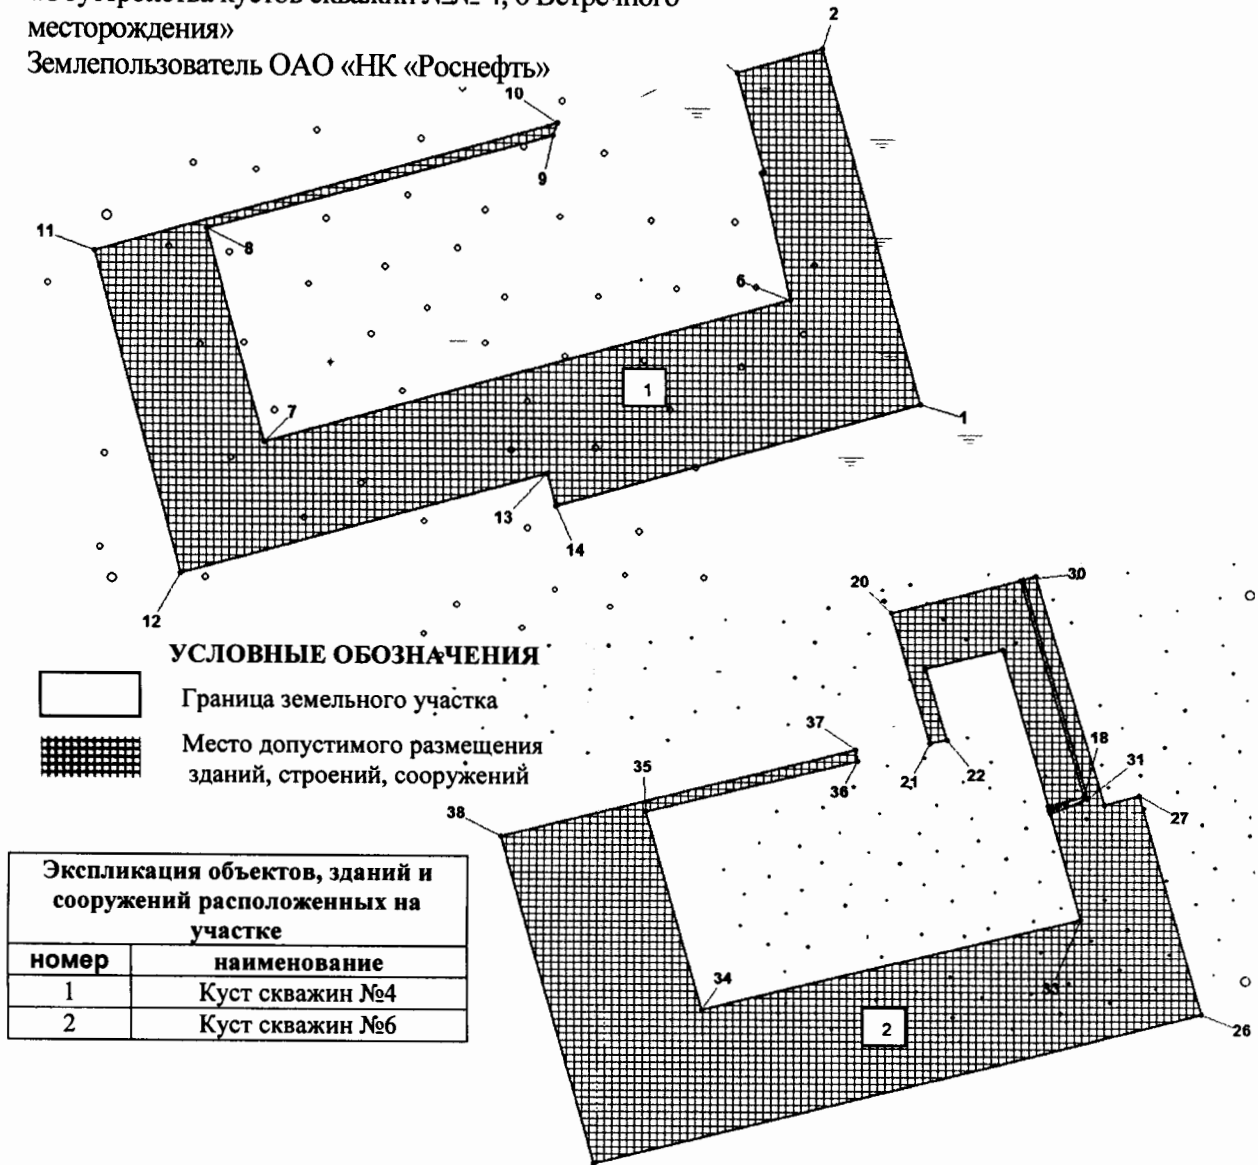 месторождения»
Землепользователь ОАО «НК «Роснефть»
2
10
9
11
8
6
7
1
1
13
14
12
20
30
УСЛОВНЫЕ ОБОЗНАЧЕНИЯ
Граница земельного участка
Место допустимого размещения
зданий, строений, сооружений
37
18
31
21
22
35
36
27
38
Экспликация объектов, зданий и
сооружений расположенных на
участке
номер наименование
1 Куст скважин №4
2 Куст скважин №6
34
33
2
26